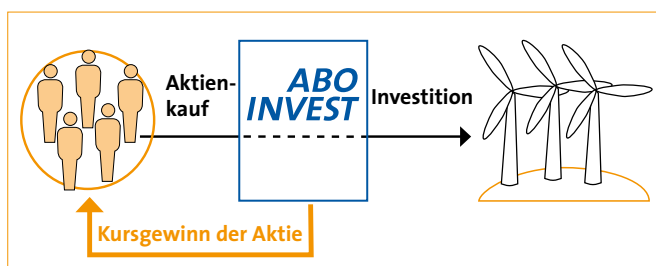 Aktien-
kauf
ABO
INVEST
Investition
Kursgewinn der Aktie